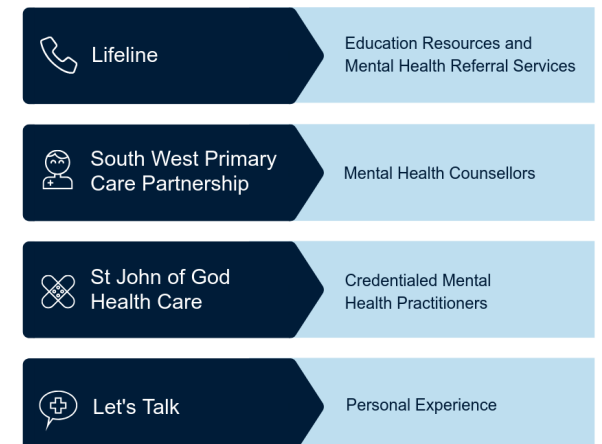 Lifeline
Education Resources and
Mental Health Referral Services
South West Primary
Care Partnership
Mental Health Counsellors
St John of God
Health Care
Credentialed Mental
Health Practitioners
Let's Talk
Personal Experience